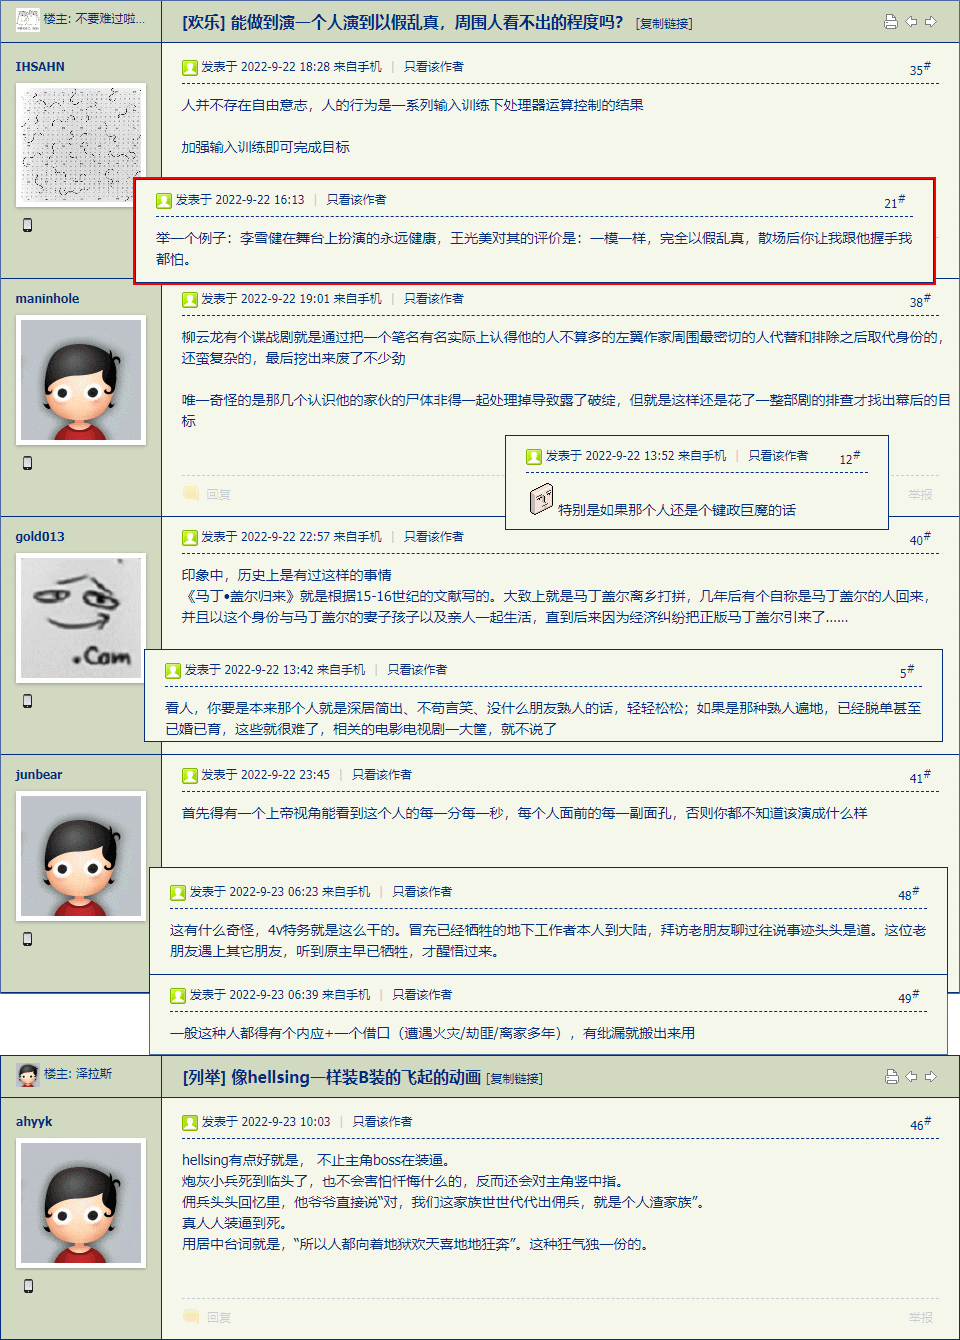 楼主: 不要难过啦...
[欢乐] 能做到演一个人演到以假乱真，周围人看不出的程度吗？ [复制链接]
IHSAHN
发表于 2022-9-22 18:28 来自手机 | 只看该作者
35#
人并不存在自由意志，人的行为是一系列输入训练下处理器运算控制的结果
加强输入训练即可完成目标
发表于 2022-9-22 16:13 | 只看该作者
21#
举一个例子：李雪健在舞台上扮演的永远健康，王光美对其的评价是：一模一样，完全以假乱真，散场后你让我跟他握手我
都怕。
maninhole
发表于 2022-9-22 19:01 来自手机 | 只看该作者
38#
柳云龙有个谍战剧就是通过把一个笔名有名实际上认得他的人不算多的左翼作家周围最密切的人代替和排除之后取代身份的，
还蛮复杂的，最后挖出来废了不少劲
唯一奇怪的是那几个认识他的家伙的尸体非得一起处理掉导致露了破绽，但就是这样还是花了一整部剧的排查才找出幕后的目
标
发表于 2022-9-22 13:52 来自手机 | 只看该作者
12#
特别是如果那个人还是个键政巨魔的话
回复
举报
gold013
发表于 2022-9-22 22:57 来自手机 | 只看该作者
40#
印象中，历史上是有过这样的事情
《马丁•盖尔归来》就是根据15-16世纪的文献写的。大致上就是马丁盖尔离乡打拼，几年后有个自称是马丁盖尔的人回来，
并且以这个身份与马丁盖尔的妻子孩子以及亲人一起生活，直到后来因为经济纠纷把正版马丁盖尔引来了......
.Com
发表于 2022-9-22 13:42 来自手机 | 只看该作者
5#
看人，你要是本来那个人就是深居简出、不苟言笑、没什么朋友熟人的话，轻轻松松；如果是那种熟人遍地，已经脱单甚至
已婚已育，这些就很难了，相关的电影电视剧一大筐，就不说了
junbear
发表于 2022-9-22 23:45 | 只看该作者
41#
首先得有一个上帝视角能看到这个人的每一分每一秒，每个人面前的每一副面孔，否则你都不知道该演成什么样
发表于 2022-9-23 06:23 来自手机 | 只看该作者
48#
这有什么奇怪，4v特务就是这么干的。冒充已经牺牲的地下工作者本人到大陆，拜访老朋友聊过往说事迹头头是道。这位老
朋友遇上其它朋友，听到原主早已牺牲，才醒悟过来。
发表于 2022-9-23 06:39 来自手机 | 只看该作者
49#
一般这种人都得有个内应+一个借口（遭遇火灾/劫匪/离家多年），有纰漏就搬出来用
楼主: 泽拉斯
[列举] 像hellsing一样装B装的飞起的动画 [复制链接]
ahyyk
发表于 2022-9-23 10:03 | 只看该作者
46#
hellsing有点好就是， 不止主角boss在装逼。
炮灰小兵死到临头了，也不会害怕忏悔什么的，反而还会对主角竖中指。
佣兵头头回忆里，他爷爷直接说“对，我们这家族世世代代出佣兵，就是个人渣家族”。
真人人装逼到死。
用居中台词就是，“所以人都向着地狱欢天喜地地狂奔”。这种狂气独一份的。
回复
举报